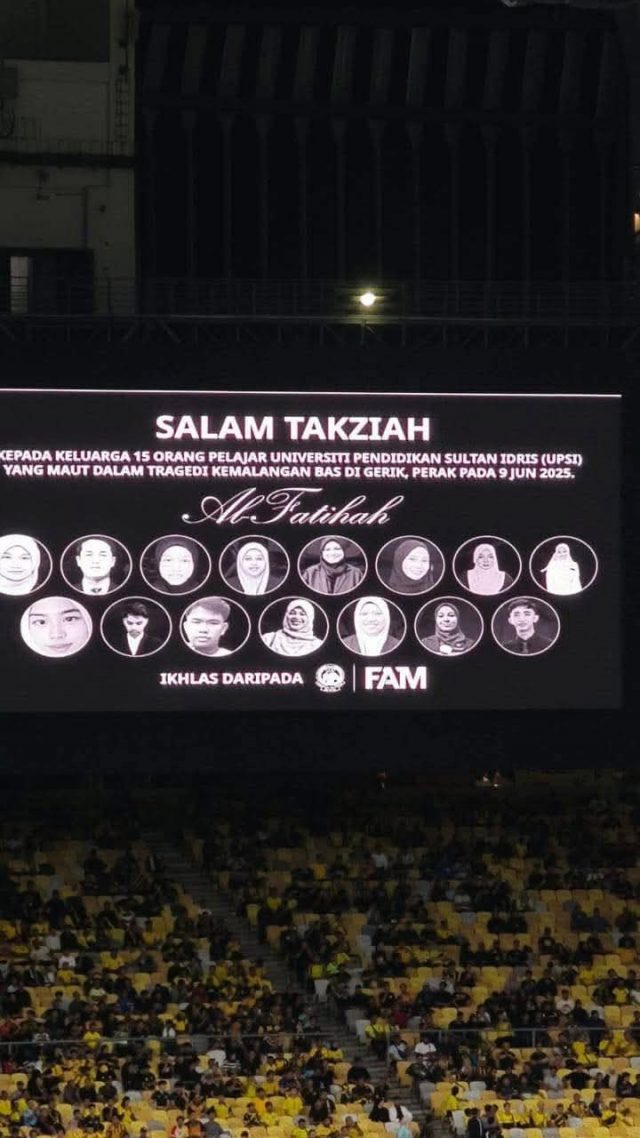 SALAM TAKZIAH
KEPADA KELUARGA 15 ORANG PELAJAR UNIVERSITI PENDIDIKAN SULTAN IDRIS (UPSI)
YANG MAUT DALAM TRAGEDI KEMALANGAN BAS DI GERIK, PERAK PADA 9 JUN 2025.
Al-Fatihah
IKHLAS DARIPADA FAM